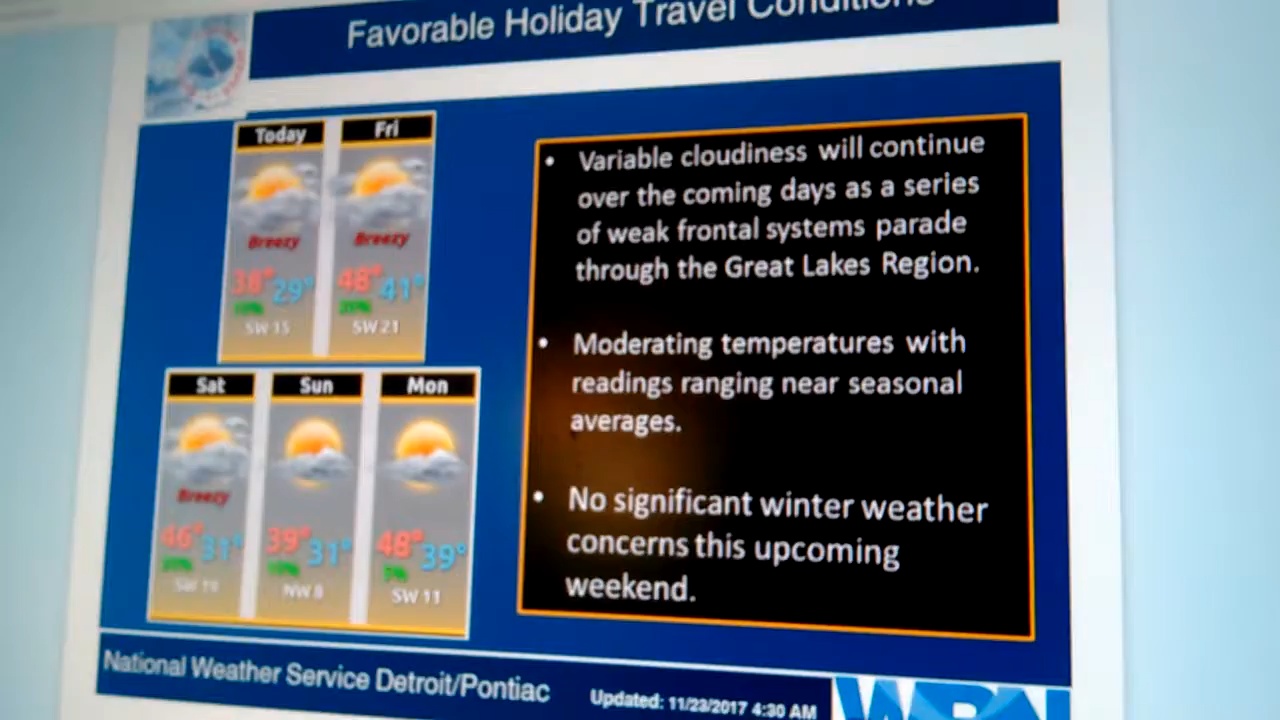 Favorable Holiday Travel Conditions
Today Fri
Breezy Breezy
38° 29° 48° 41°
SW 15 SW 21
Sat Sun Mon
Breezy
46° 31° 39° 31° 48° 39°
NW 8 SW 11
• Variable cloudiness will continue
over the coming days as a series
of weak frontal systems parade
through the Great Lakes Region.
• Moderating temperatures with
readings ranging near seasonal
averages.
• No significant winter weather
concerns this upcoming
weekend.
National Weather Service Detroit/Pontiac
Updated: 11/23/2017 4:30 AM